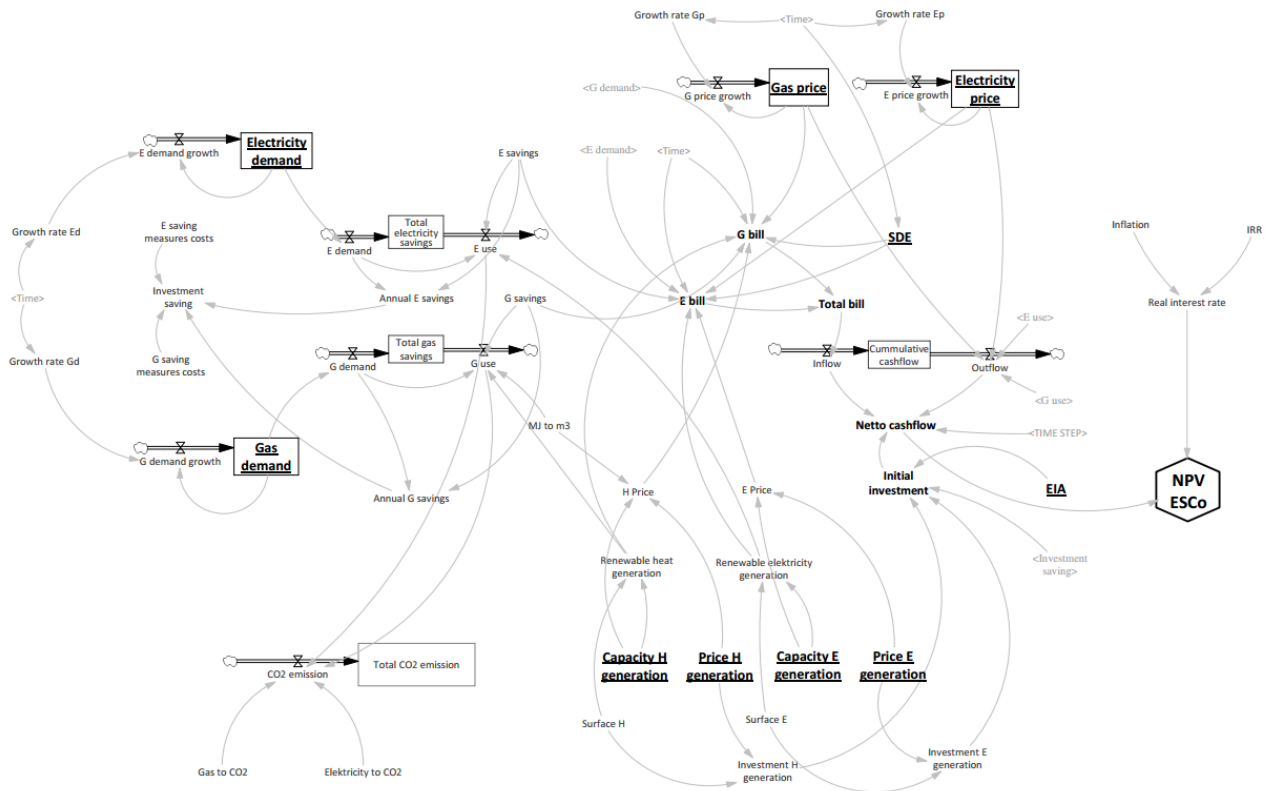 Growth rate Gp
<Time>
Growth rate Ep
<G demand>
G price growth
Gas price
E price growth
Electricity
price
E demand growth
Electricity
demand
E savings
<E demand>
<Time>
Growth rate Ed
E saving
measures costs
Total
electricity
savings
E demand
E use
G bill
SDE
Inflation
IRR
<Time>
Investment
saving
Annual E savings
G savings
E bill
Total bill
Real interest rate
<E use>
Growth rate Gd
G saving
measures costs
Total gas
savings
G demand
G use
Inflow
Cummulative
cashflow
Outflow
<G use>
MJ to m3
Netto cashflow
<TIME STEP>
G demand growth
Gas
demand
Annual G savings
H Price
E Price
Initial
investment
EIA
NPV
ESCo
Renewable heat
generation
Renewable elektricity
generation
<Investment
saving>
CO2 emission
Total CO2 emission
Capacity H
generation
Price H
generation
Capacity E
generation
Price E
generation
Surface H
Surface E
Gas to CO2
Elektricity to CO2
Investment H
generation
Investment E
generation